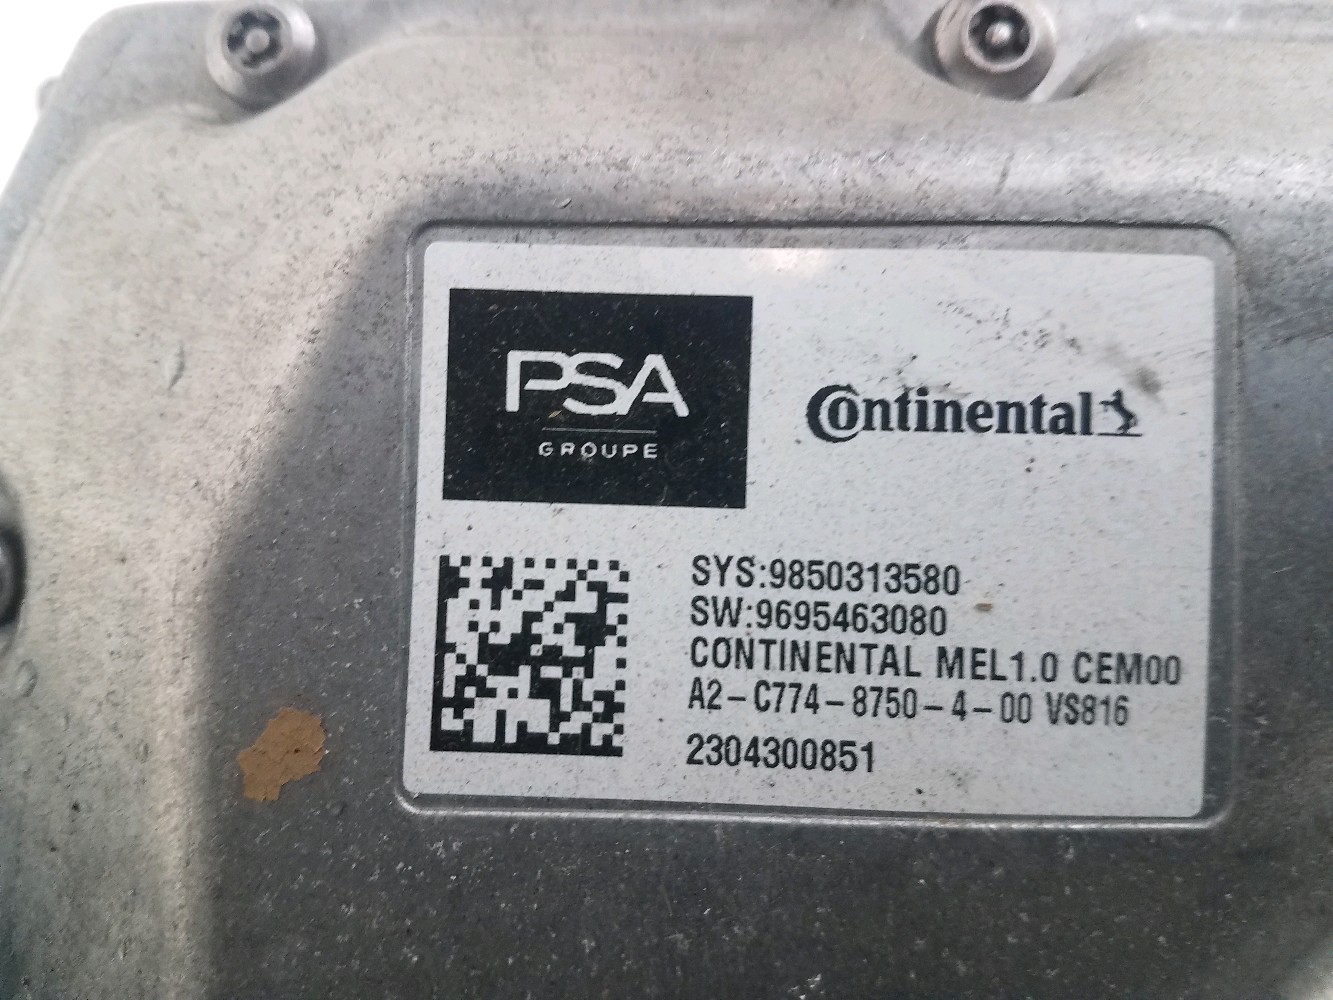 PSA
GROUPE
Continental
SYS:9850313580
SW:9695463080
CONTINENTAL MEL1.0 CEM00
A2-C774-8750-4-00 VS816
2304300851